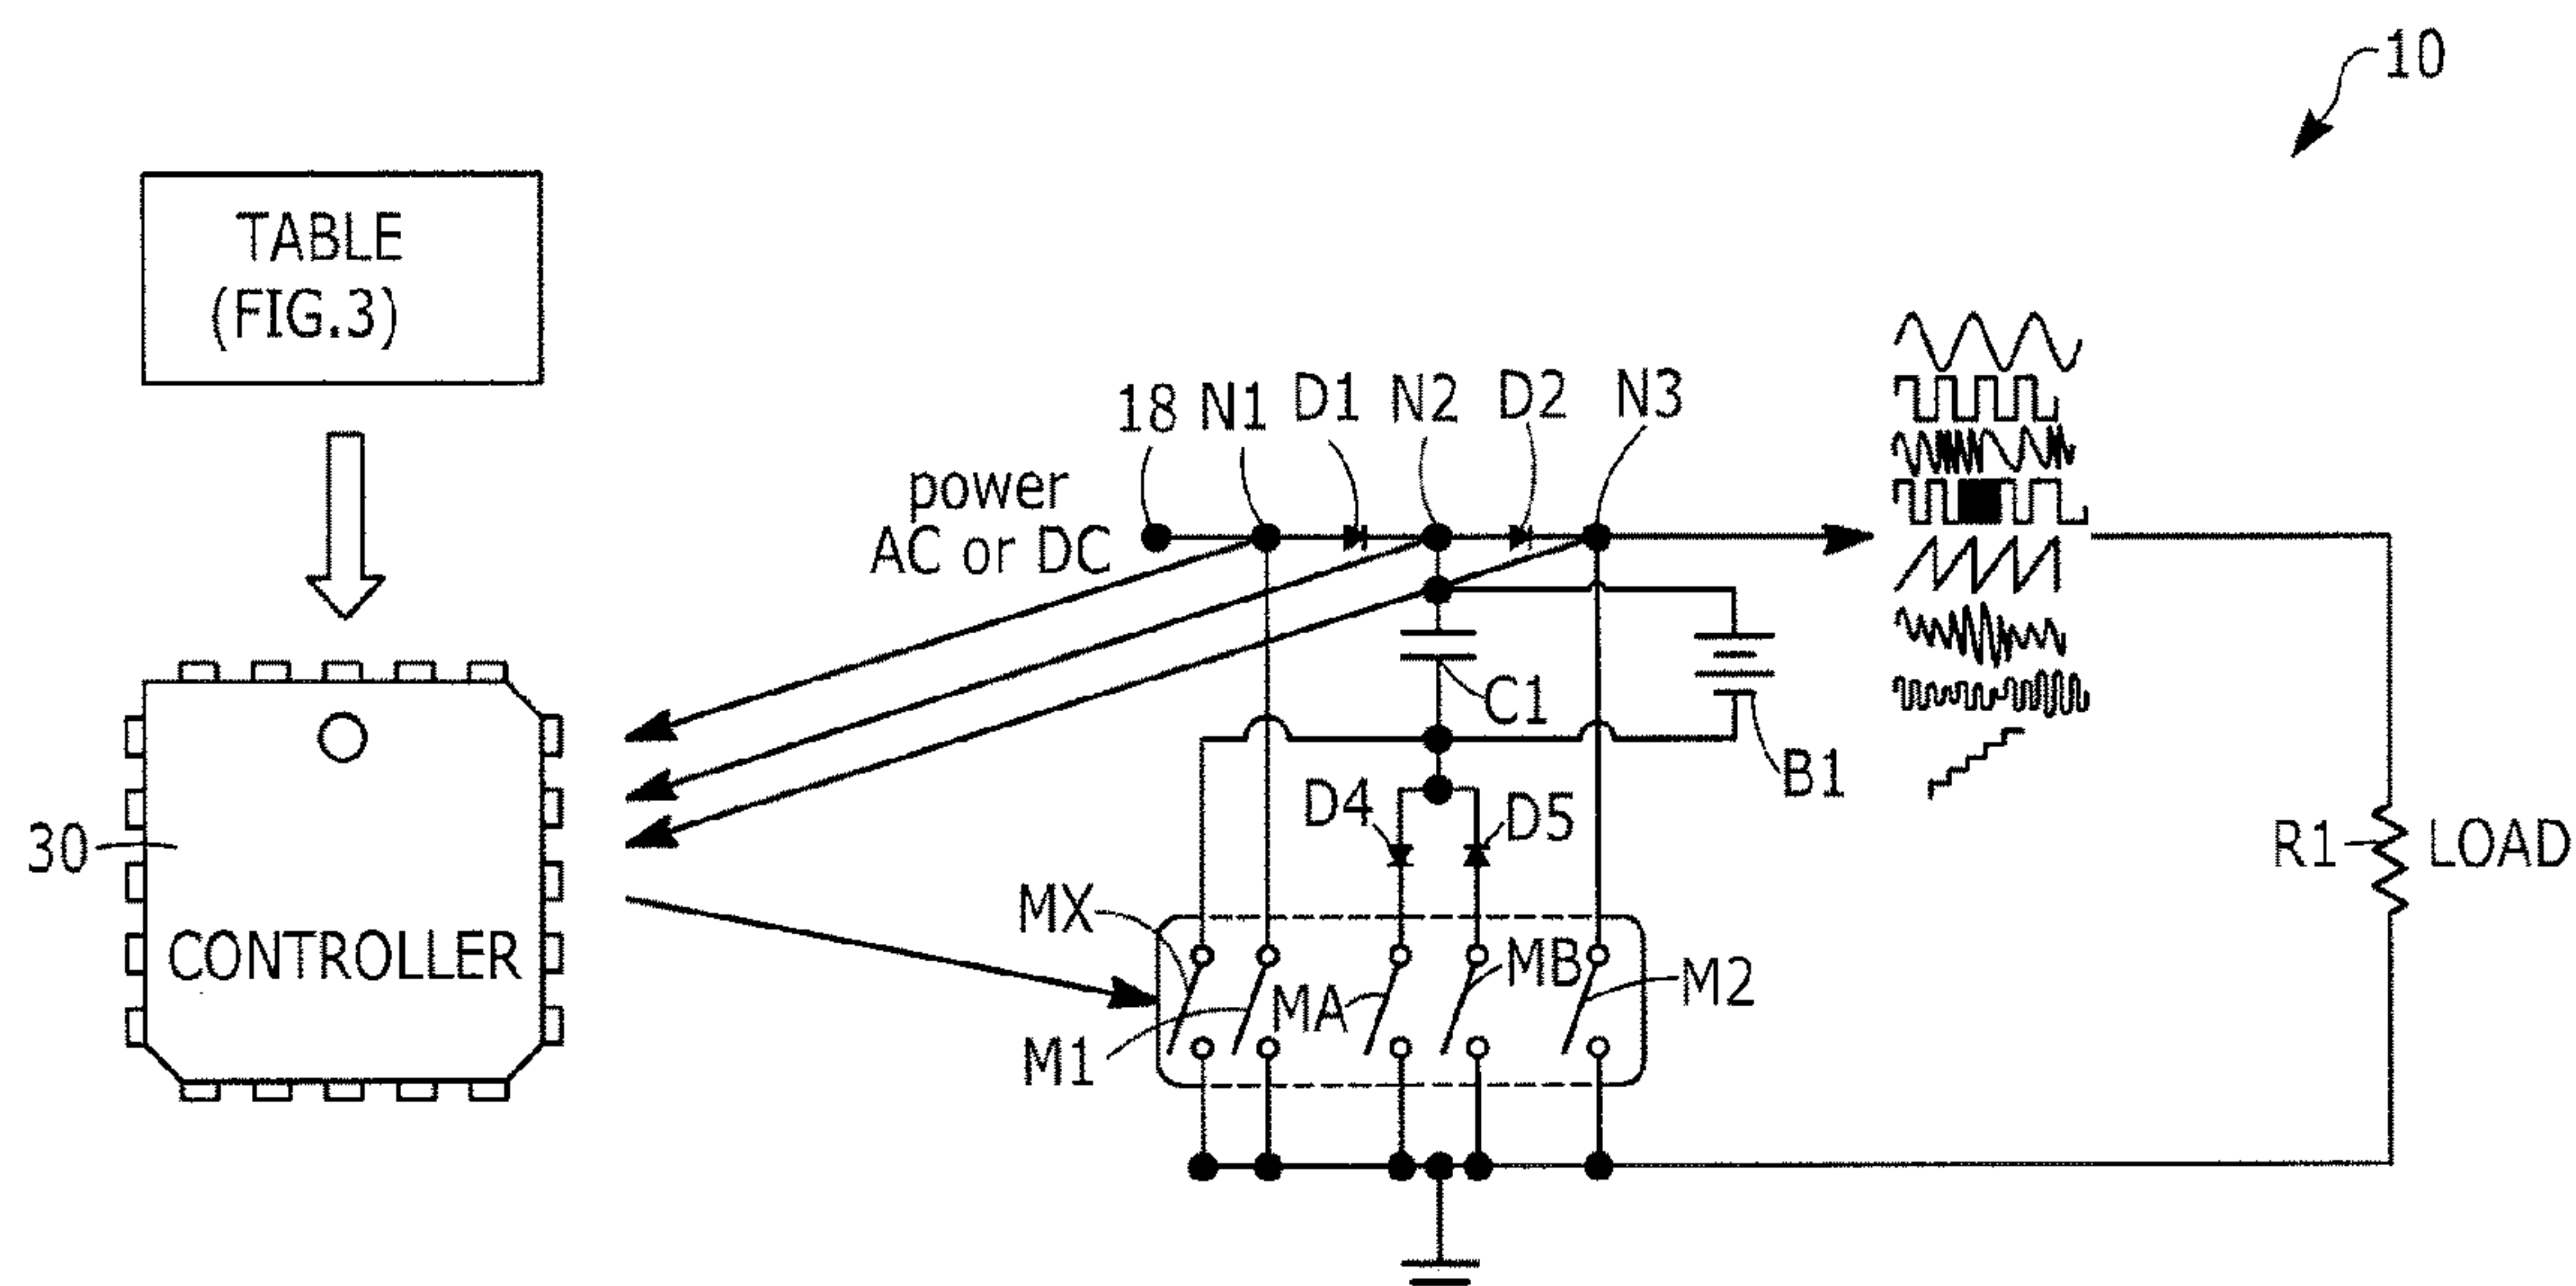 10
TABLE
(FIG.3)
18 N1 D1 N2 D2 N3
power
AC or DC
C1
B1
D4 D5
30
R1 LOAD
MX
MB
CONTROLLER
MA
M2
M1